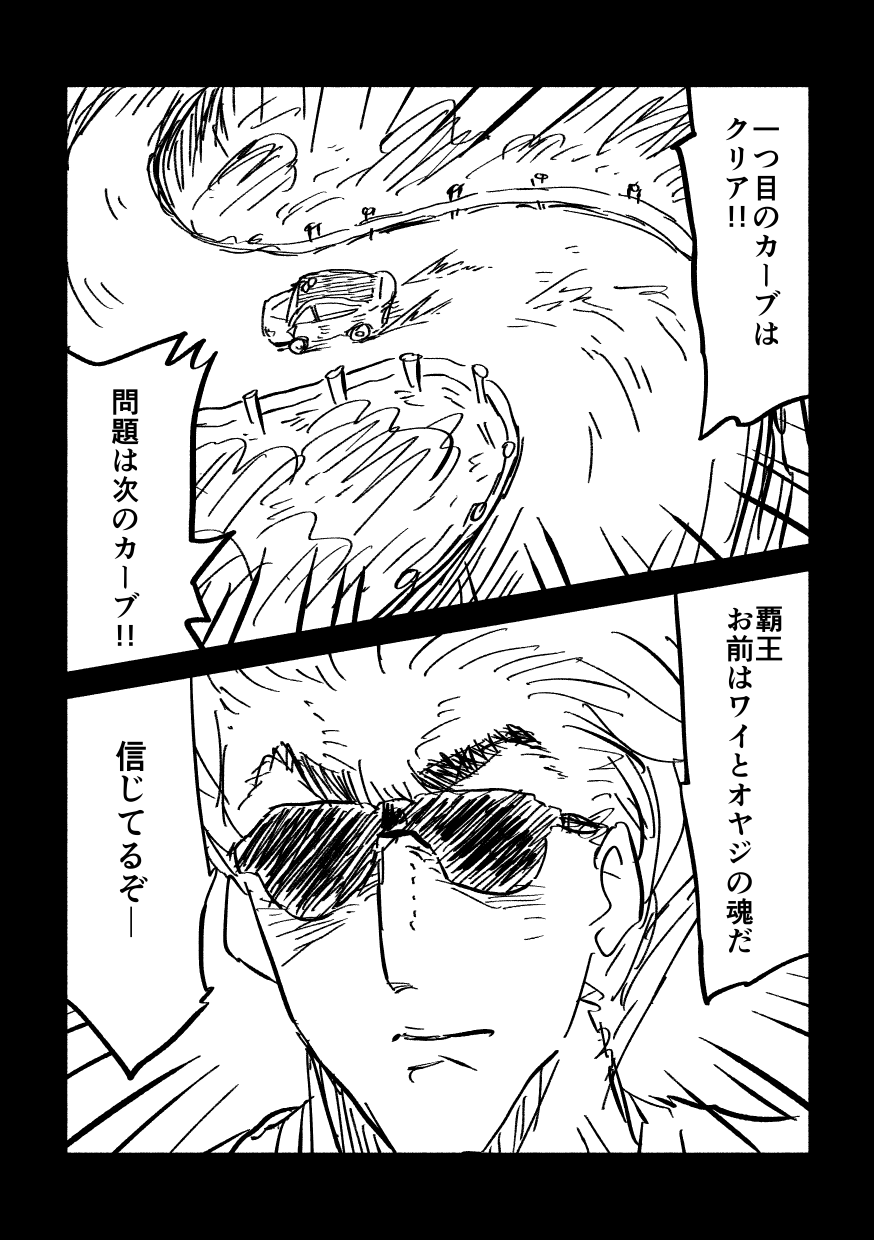 一つ目のカーブは
クリア!!
問題は次のカーブ!!
覇王
お前はワイとオヤジの魂だ
信じてるぞ―